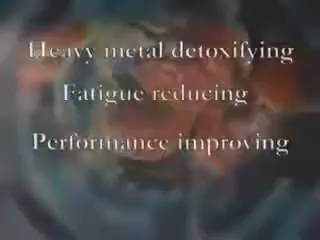 Heavy metal detoxifying
Fatigue reducing
Performance improving